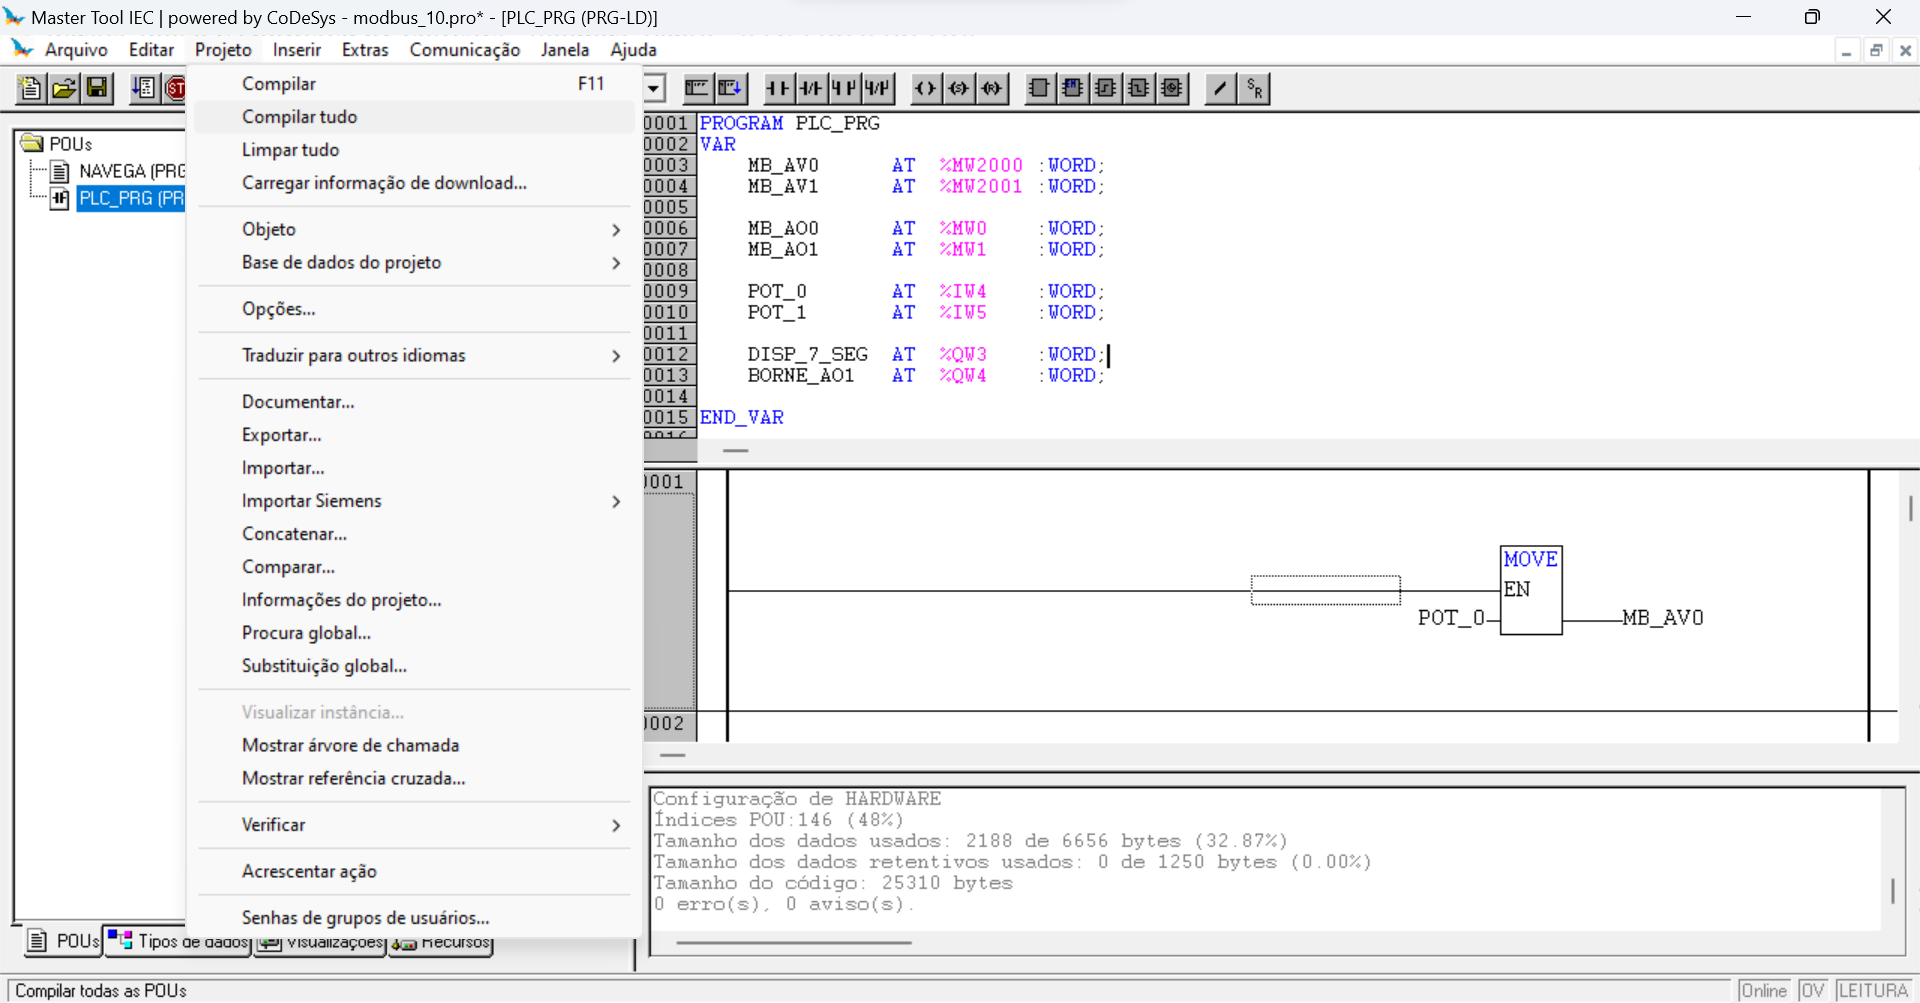 Master Tool IEC | powered by CoDeSys - modbus_10.pro* - [PLC_PRG (PRG-LD)]
Arquivo Editar Projeto Inserir Extras Comunicação Janela Ajuda
Compilar F11
Compilar tudo
Limpar tudo
Carregar informação de download...
Objeto
Base de dados do projeto
Opções...
Traduzir para outros idiomas
Documentar...
Exportar...
Importar...
Importar Siemens
Concatenar...
Comparar...
Informações do projeto...
Procura global...
Substituição global...
Visualizar instância...
Mostrar árvore de chamada
Mostrar referência cruzada...
Verificar
Acrescentar ação
Senhas de grupos de usuários...
POUs
NAVEGA (PRG
PLC_PRG (PR
POUs Tipos de dados Visualizações Recursos
0001 PROGRAM PLC_PRG
0002 VAR
0003 MB_AV0 AT %MW2000 :WORD;
0004 MB_AV1 AT %MW2001 :WORD;
0005
0006 MB_AO0 AT %MW0 :WORD;
0007 MB_AO1 AT %MW1 :WORD;
0008
0009 POT_0 AT %IW4 :WORD;
0010 POT_1 AT %IW5 :WORD;
0011
0012 DISP_7_SEG AT %QW3 :WORD;
0013 BORNE_AO1 AT %QW4 :WORD;
0014
0015 END_VAR
0016
0001
MOVE
EN
POT_0 MB_AV0
0002
Configuração de HARDWARE
Índices POU:146 (48%)
Tamanho dos dados usados: 2188 de 6656 bytes (32.87%)
Tamanho dos dados retentivos usados: 0 de 1250 bytes (0.00%)
Tamanho do código: 25310 bytes
0 erro(s), 0 aviso(s).
Compilar todas as POUs Online OV LEITURA